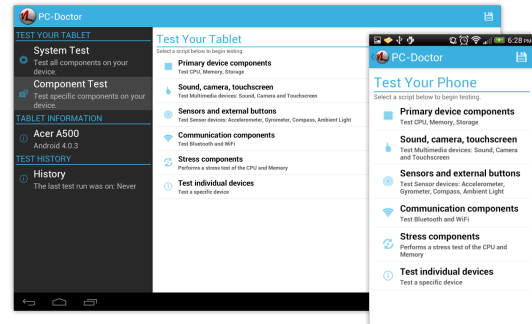 PC-Doctor
TEST YOUR TABLET
System Test
Test all components on your
device.
Component Test
Test specific components on your
device.
TABLET INFORMATION
Acer A500
Android 4.0.3
TEST HISTORY
History
The last test run was on: Never
Test Your Tablet
Select a script below to begin testing.
Primary device components
Test CPU, Memory, Storage
Sound, camera, touchscreen
Test Multimedia devices: Sound, Camera and Touchscreen
Sensors and external buttons
Test Sensor devices: Accelerometer, Gyrometer, Compass, Ambient Light
Communication components
Test Bluetooth and WiFi
Stress components
Performs a stress test of the CPU and Memory
Test individual devices
Test a specific device
6:28 PM
PC-Doctor
Test Your Phone
Select a script below to begin testing.
Primary device components
Test CPU, Memory, Storage
Sound, camera, touchscreen
Test Multimedia devices: Sound, Camera
and Touchscreen
Sensors and external buttons
Test Sensor devices: Accelerometer,
Gyrometer, Compass, Ambient Light
Communication components
Test Bluetooth and WiFi
Stress components
Performs a stress test of the CPU and
Memory
Test individual devices
Test a specific device